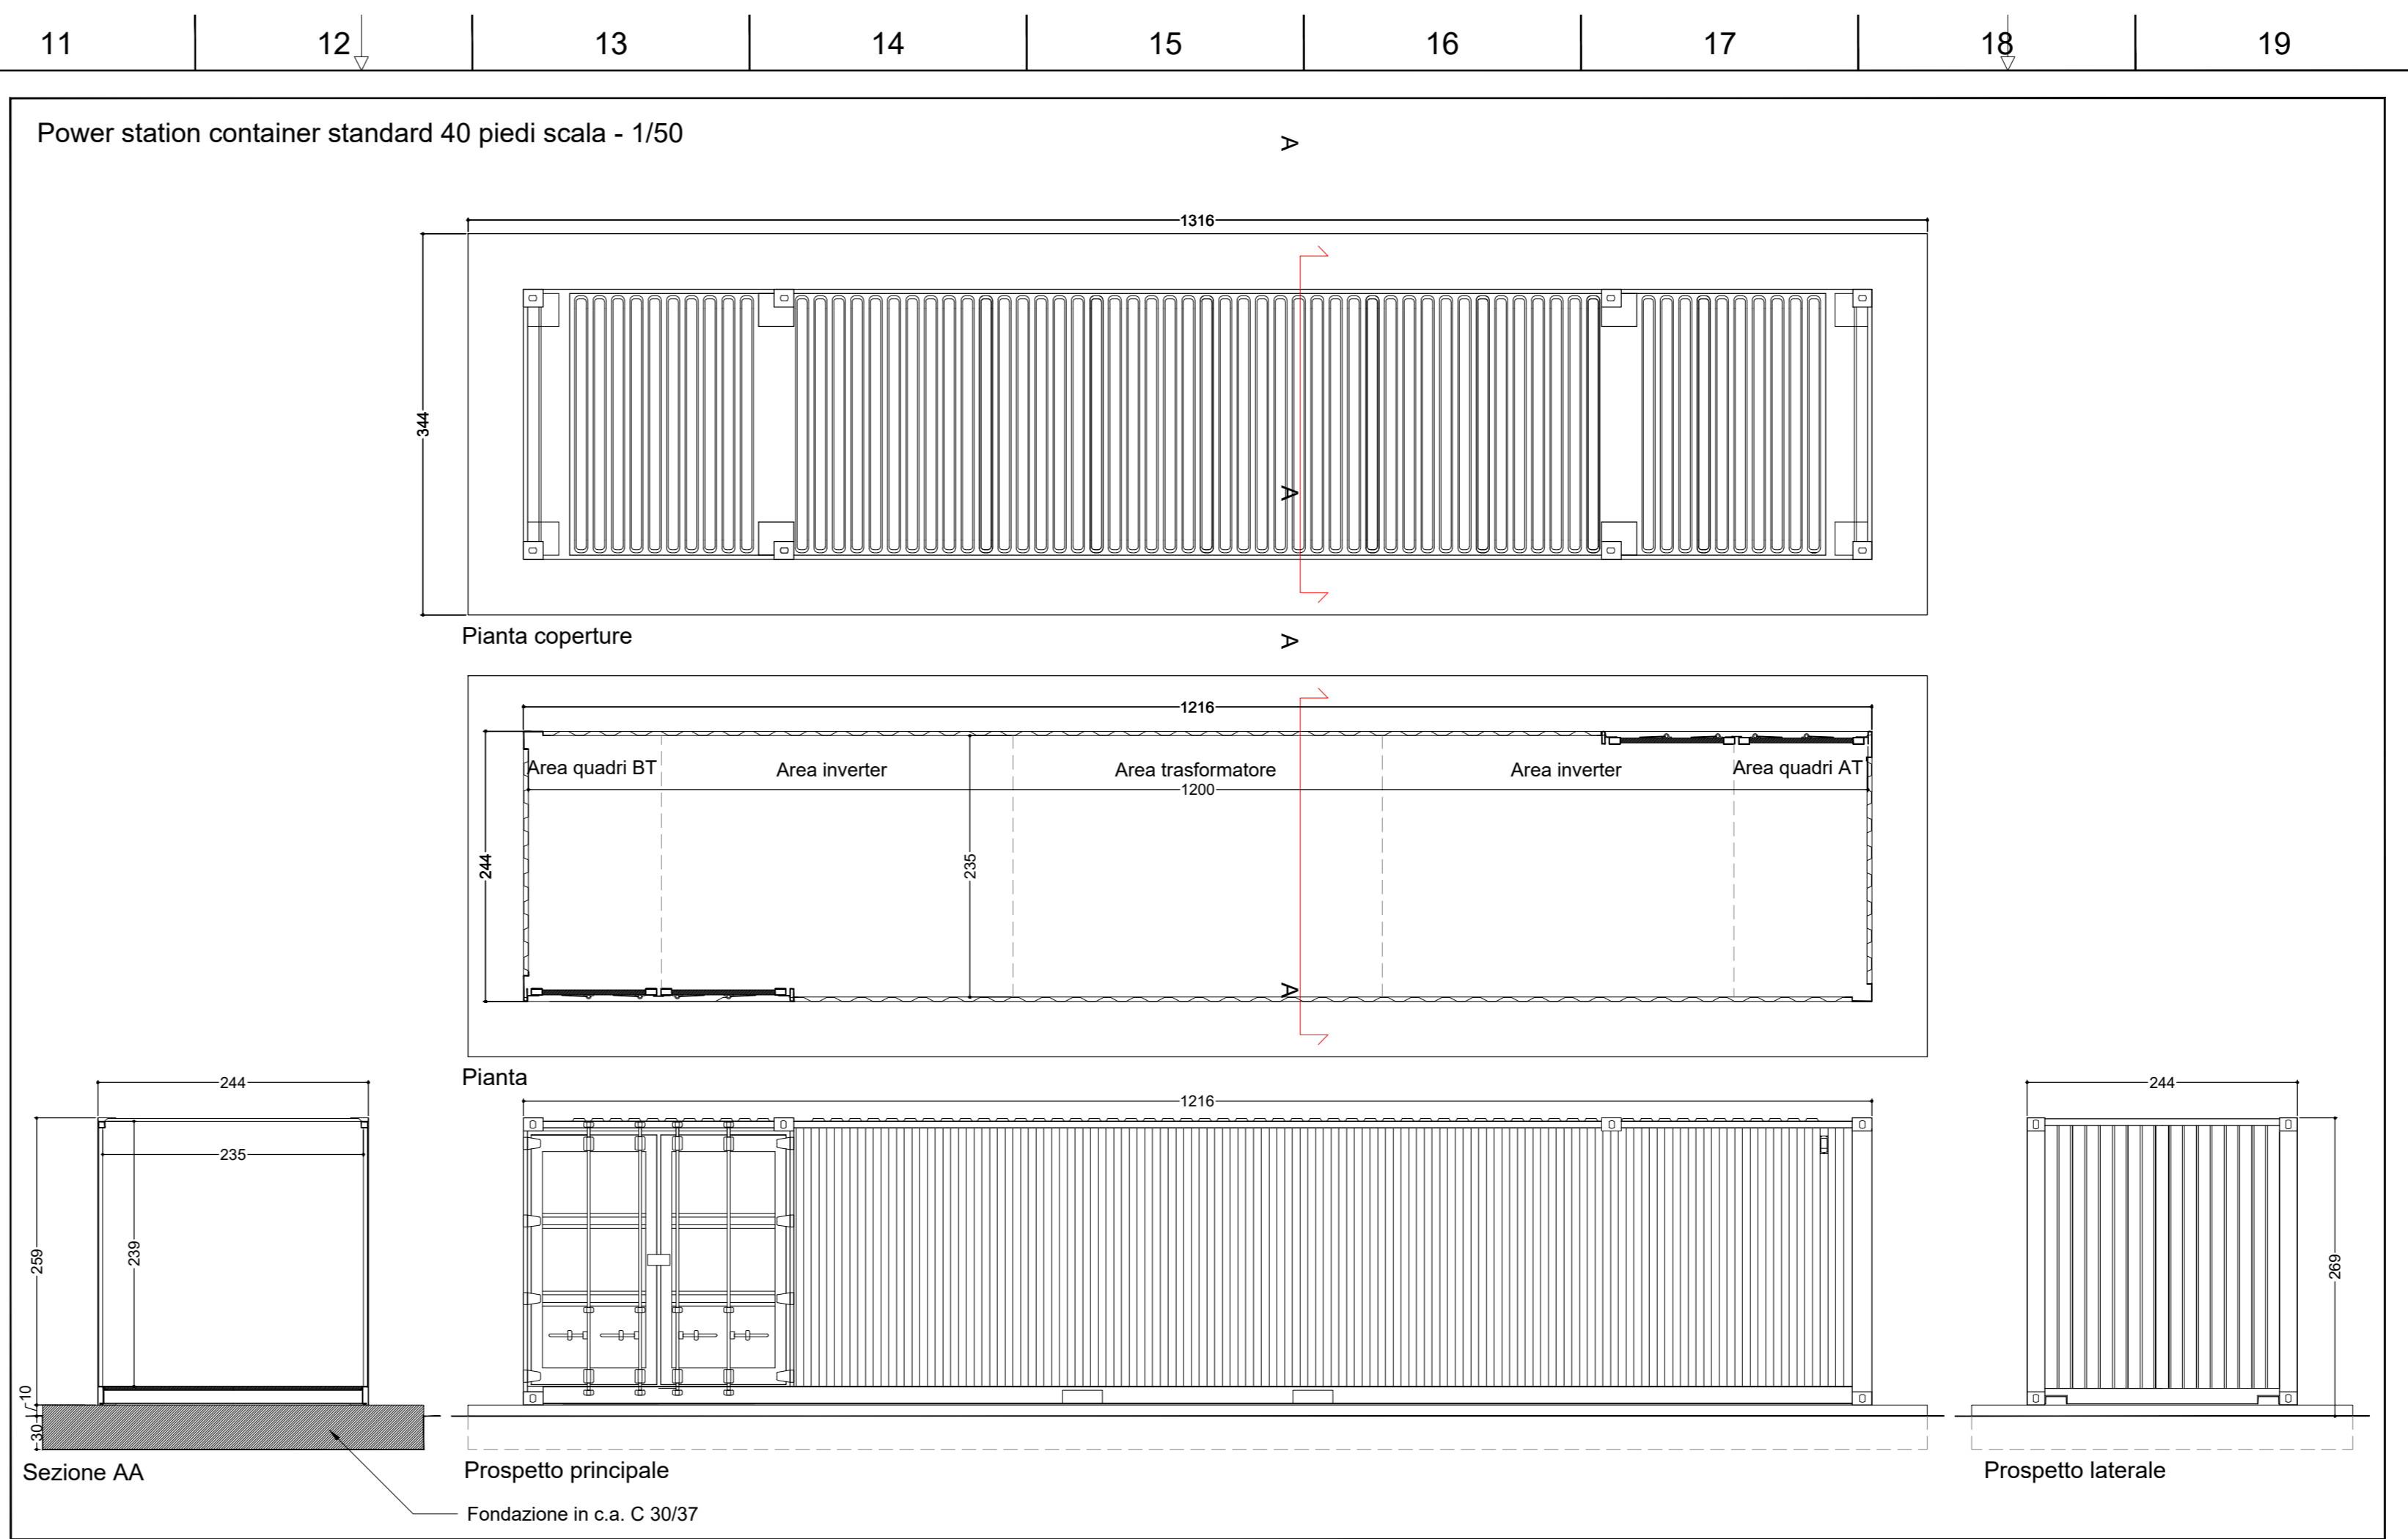 11 12 13 14 15 16 17 18 19
Power station container standard 40 piedi scala - 1/50
A
1316
344
A
Pianta coperture
A
1216
Area quadri BT Area inverter Area trasformatore Area inverter Area quadri AT
1200
244
235
A
Pianta
244
1216
244
235
259
239
269
10
30
Sezione AA
Prospetto principale
Prospetto laterale
Fondazione in c.a. C 30/37